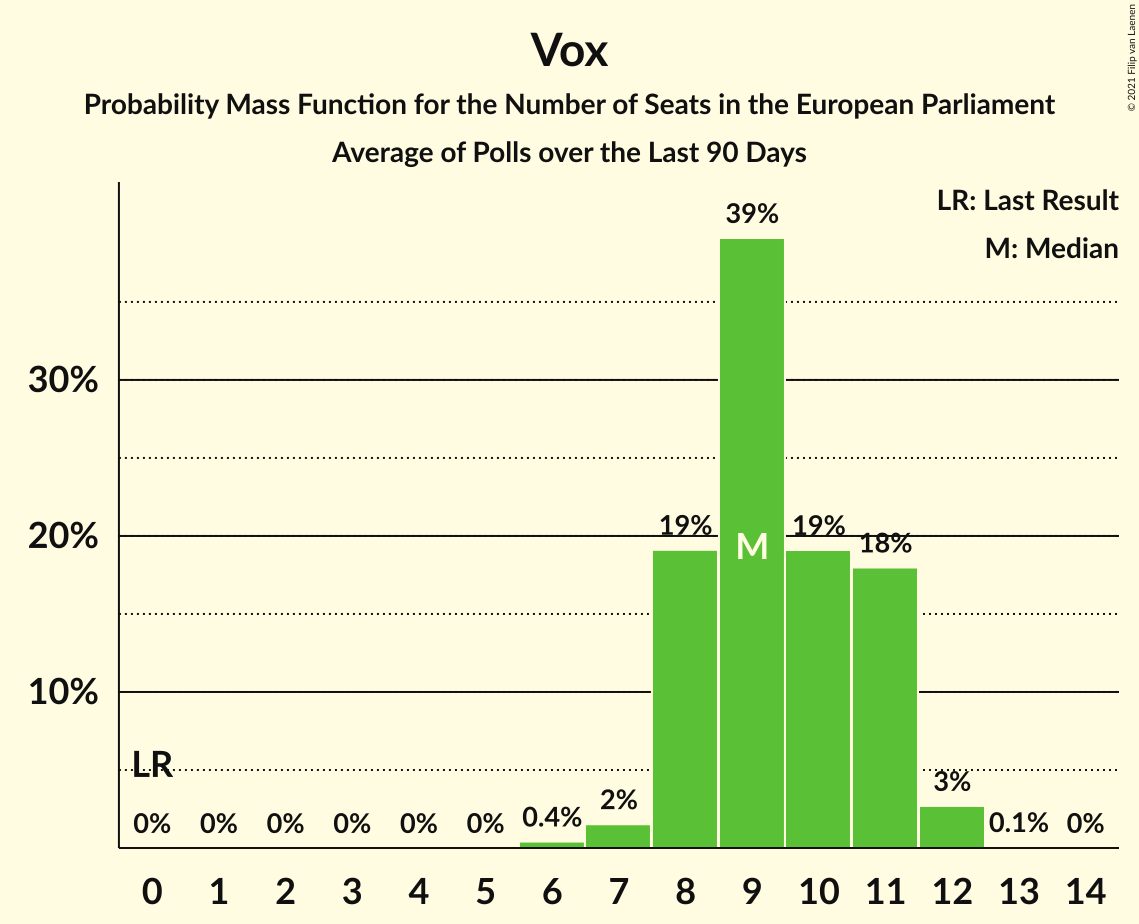 Vox
Probability Mass Function for the Number of Seats in the European Parliament
Average of Polls over the Last 90 Days
© 2021 Filip van Laenen
LR: Last Result
M: Median
39%
30%
20%
19%
M
19%
18%
10%
LR
0%
0%
0%
0%
0%
0%
0.4%
2%
3%
0.1%
0%
0 1 2 3 4 5 6 7 8 9 10 11 12 13 14